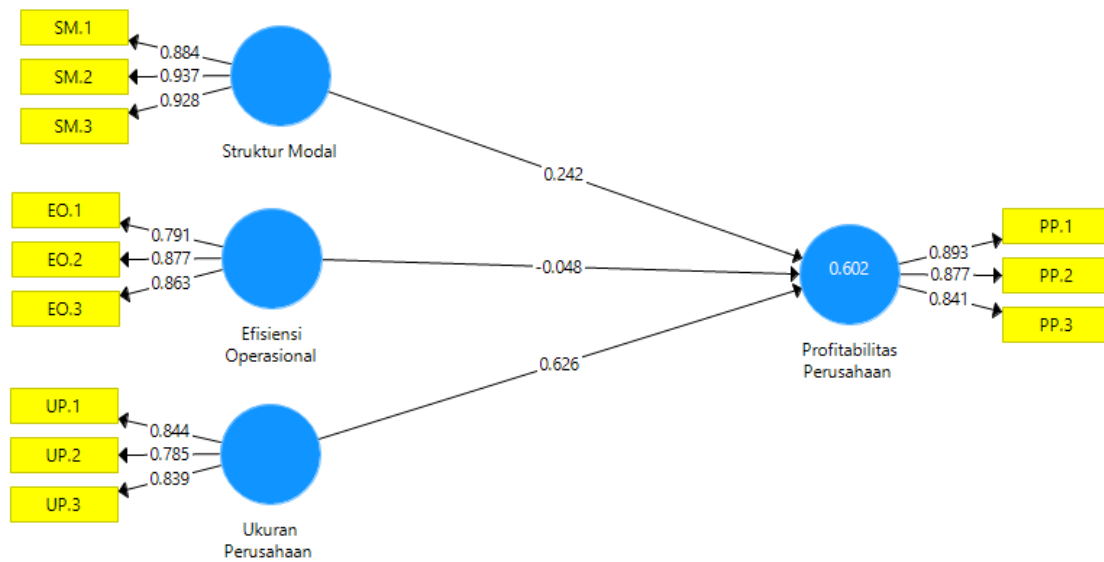 SM.1
0.884
SM.2
0.937
SM.3
0.928
Struktur Modal
0.242
EO.1
0.791
EO.2
0.877
EO.3
0.863
Efisiensi
Operasional
-0.048
UP.1
0.844
UP.2
0.785
UP.3
0.839
Ukuran
Perusahaan
0.626
0.602
Profitabilitas
Perusahaan
0.893
PP.1
0.877
PP.2
0.841
PP.3